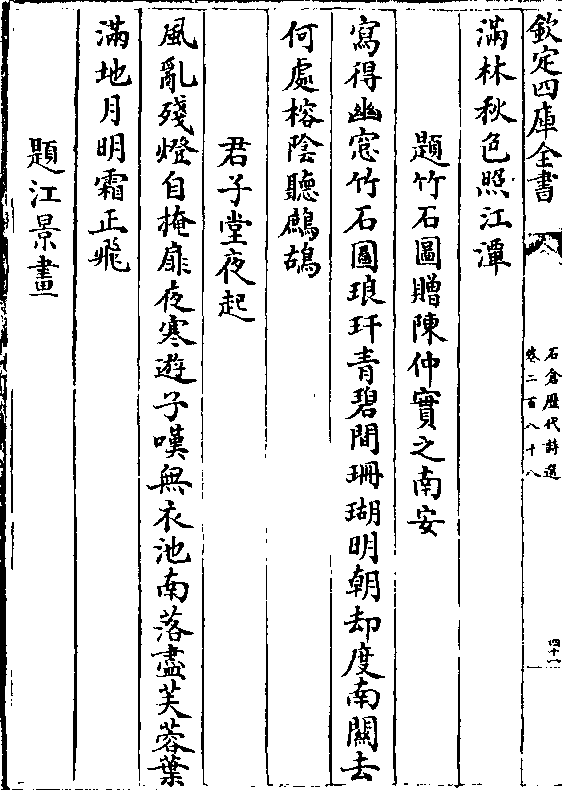 欽定四庫全書
石倉歷代詩選
卷二百八十八
四十一
滿林秋色照江潭
題竹石圖贈陳仲實之南安
寫得幽窓竹石圖琅玕青碧間珊瑚明朝却度南關去
何處榕陰聽鷓鴣
君子堂夜起
風亂殘燈自掩扉夜寒遊子嘆無衣池南落盡芙蓉葉
滿地月明霜正飛
題江景畫